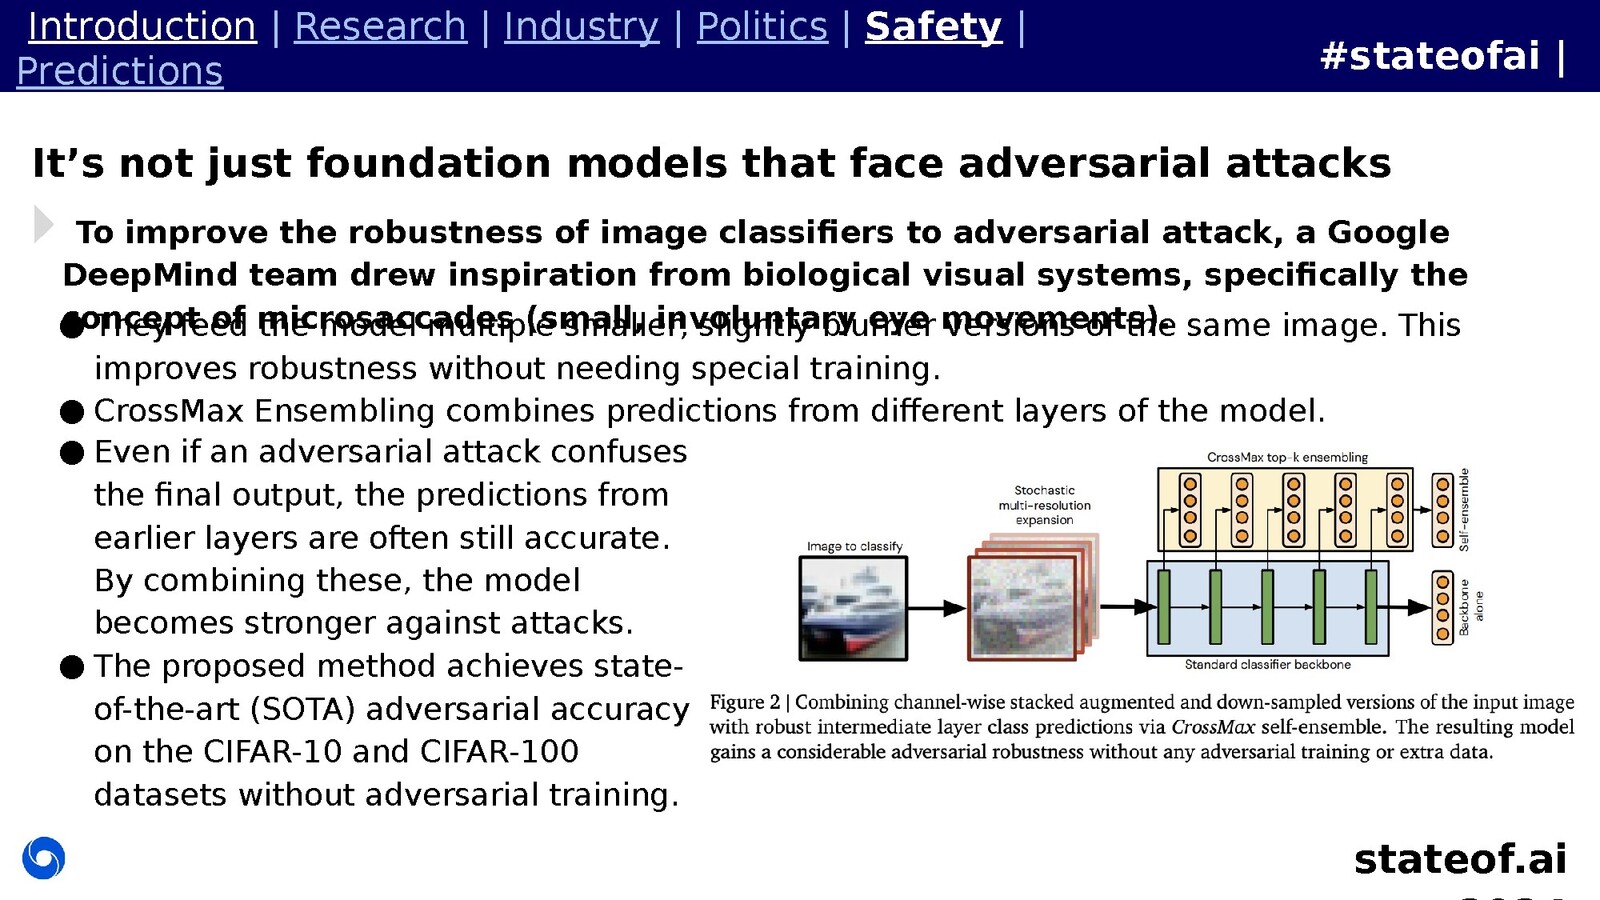 Introduction | Research | Industry | Politics | Safety |
Predictions
#stateofai |
It’s not just foundation models that face adversarial attacks
To improve the robustness of image classifiers to adversarial attack, a Google
DeepMind team drew inspiration from biological visual systems, specifically the
concept of microsaccades (small, involuntary eye movements).
● They feed the model multiple smaller, slightly blurrier versions of the same image. This
improves robustness without needing special training.
● CrossMax Ensembling combines predictions from different layers of the model.
● Even if an adversarial attack confuses
the final output, the predictions from
earlier layers are often still accurate.
By combining these, the model
becomes stronger against attacks.
● The proposed method achieves state-
of-the-art (SOTA) adversarial accuracy
on the CIFAR-10 and CIFAR-100
datasets without adversarial training.
Image to classify
Stochastic
multi-resolution
expansion
CrossMax top-k ensembling
Self-ensemble
Backbone
alone
Standard classifier backbone
Figure 2 | Combining channel-wise stacked augmented and down-sampled versions of the input image
with robust intermediate layer class predictions via CrossMax self-ensemble. The resulting model
gains a considerable adversarial robustness without any adversarial training or extra data.
stateof.ai